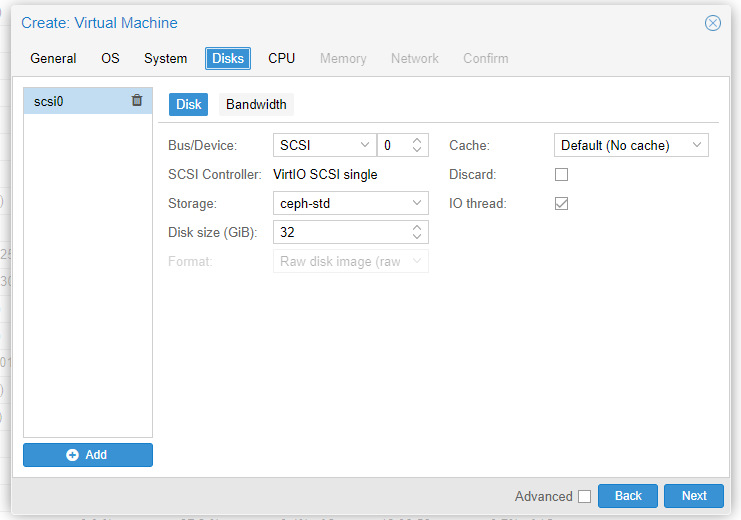 Create: Virtual Machine
General OS System Disks CPU Memory Network Confirm
scsi0
Disk Bandwidth
Bus/Device: SCSI 0 Cache: Default (No cache)
SCSI Controller: VirtIO SCSI single Discard:
Storage: ceph-std IO thread:
Disk size (GiB): 32
Format: Raw disk image (raw
Add
Advanced Back Next